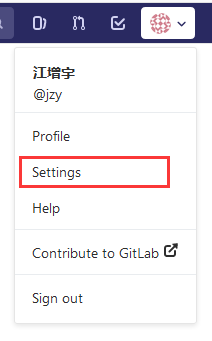 江增宇
@jzy
Profile
Settings
Help
Contribute to GitLab
Sign out